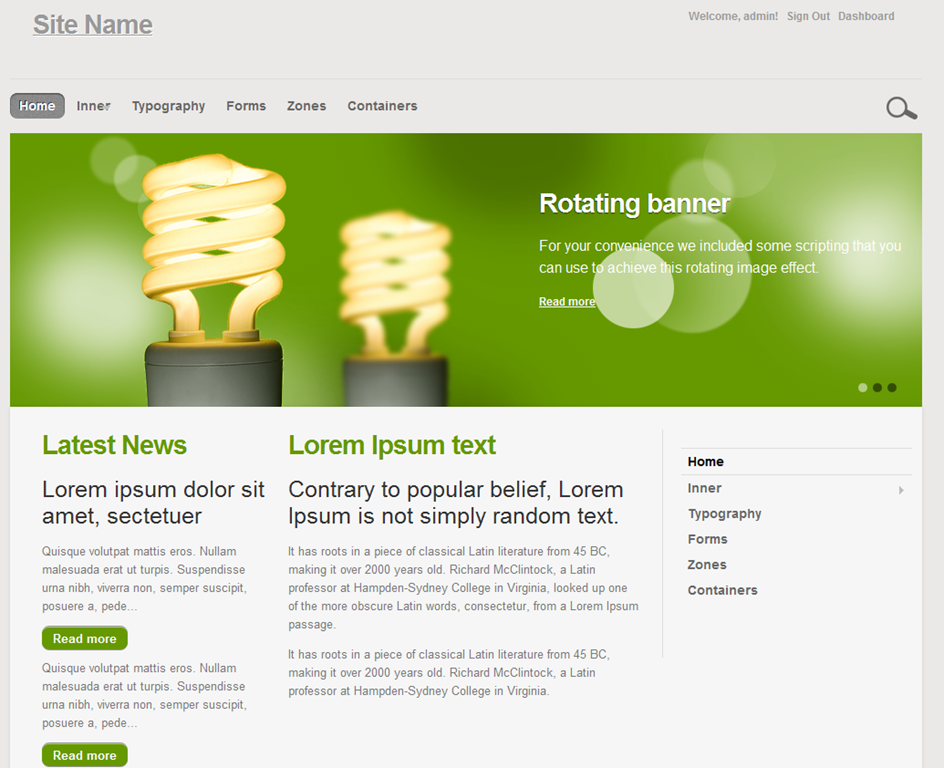 Site Name
Welcome, admin! Sign Out Dashboard
Home Inner Typography Forms Zones Containers
Rotating banner
For your convenience we included some scripting that you
can use to achieve this rotating image effect.
Read more
Latest News
Lorem ipsum dolor sit
amet, sectetuer
Quisque volutpat mattis eros. Nullam
malesuada erat ut turpis. Suspendisse
urna nibh, viverra non, semper suscipit,
posuere a, pede...
Read more
Quisque volutpat mattis eros. Nullam
malesuada erat ut turpis. Suspendisse
urna nibh, viverra non, semper suscipit,
posuere a, pede...
Read more
Lorem Ipsum text
Contrary to popular belief, Lorem
Ipsum is not simply random text.
It has roots in a piece of classical Latin literature from 45 BC,
making it over 2000 years old. Richard McClintock, a Latin
professor at Hampden-Sydney College in Virginia, looked up one
of the more obscure Latin words, consectetur, from a Lorem Ipsum
passage.
It has roots in a piece of classical Latin literature from 45 BC,
making it over 2000 years old. Richard McClintock, a Latin
professor at Hampden-Sydney College in Virginia.
Home
Inner
Typography
Forms
Zones
Containers